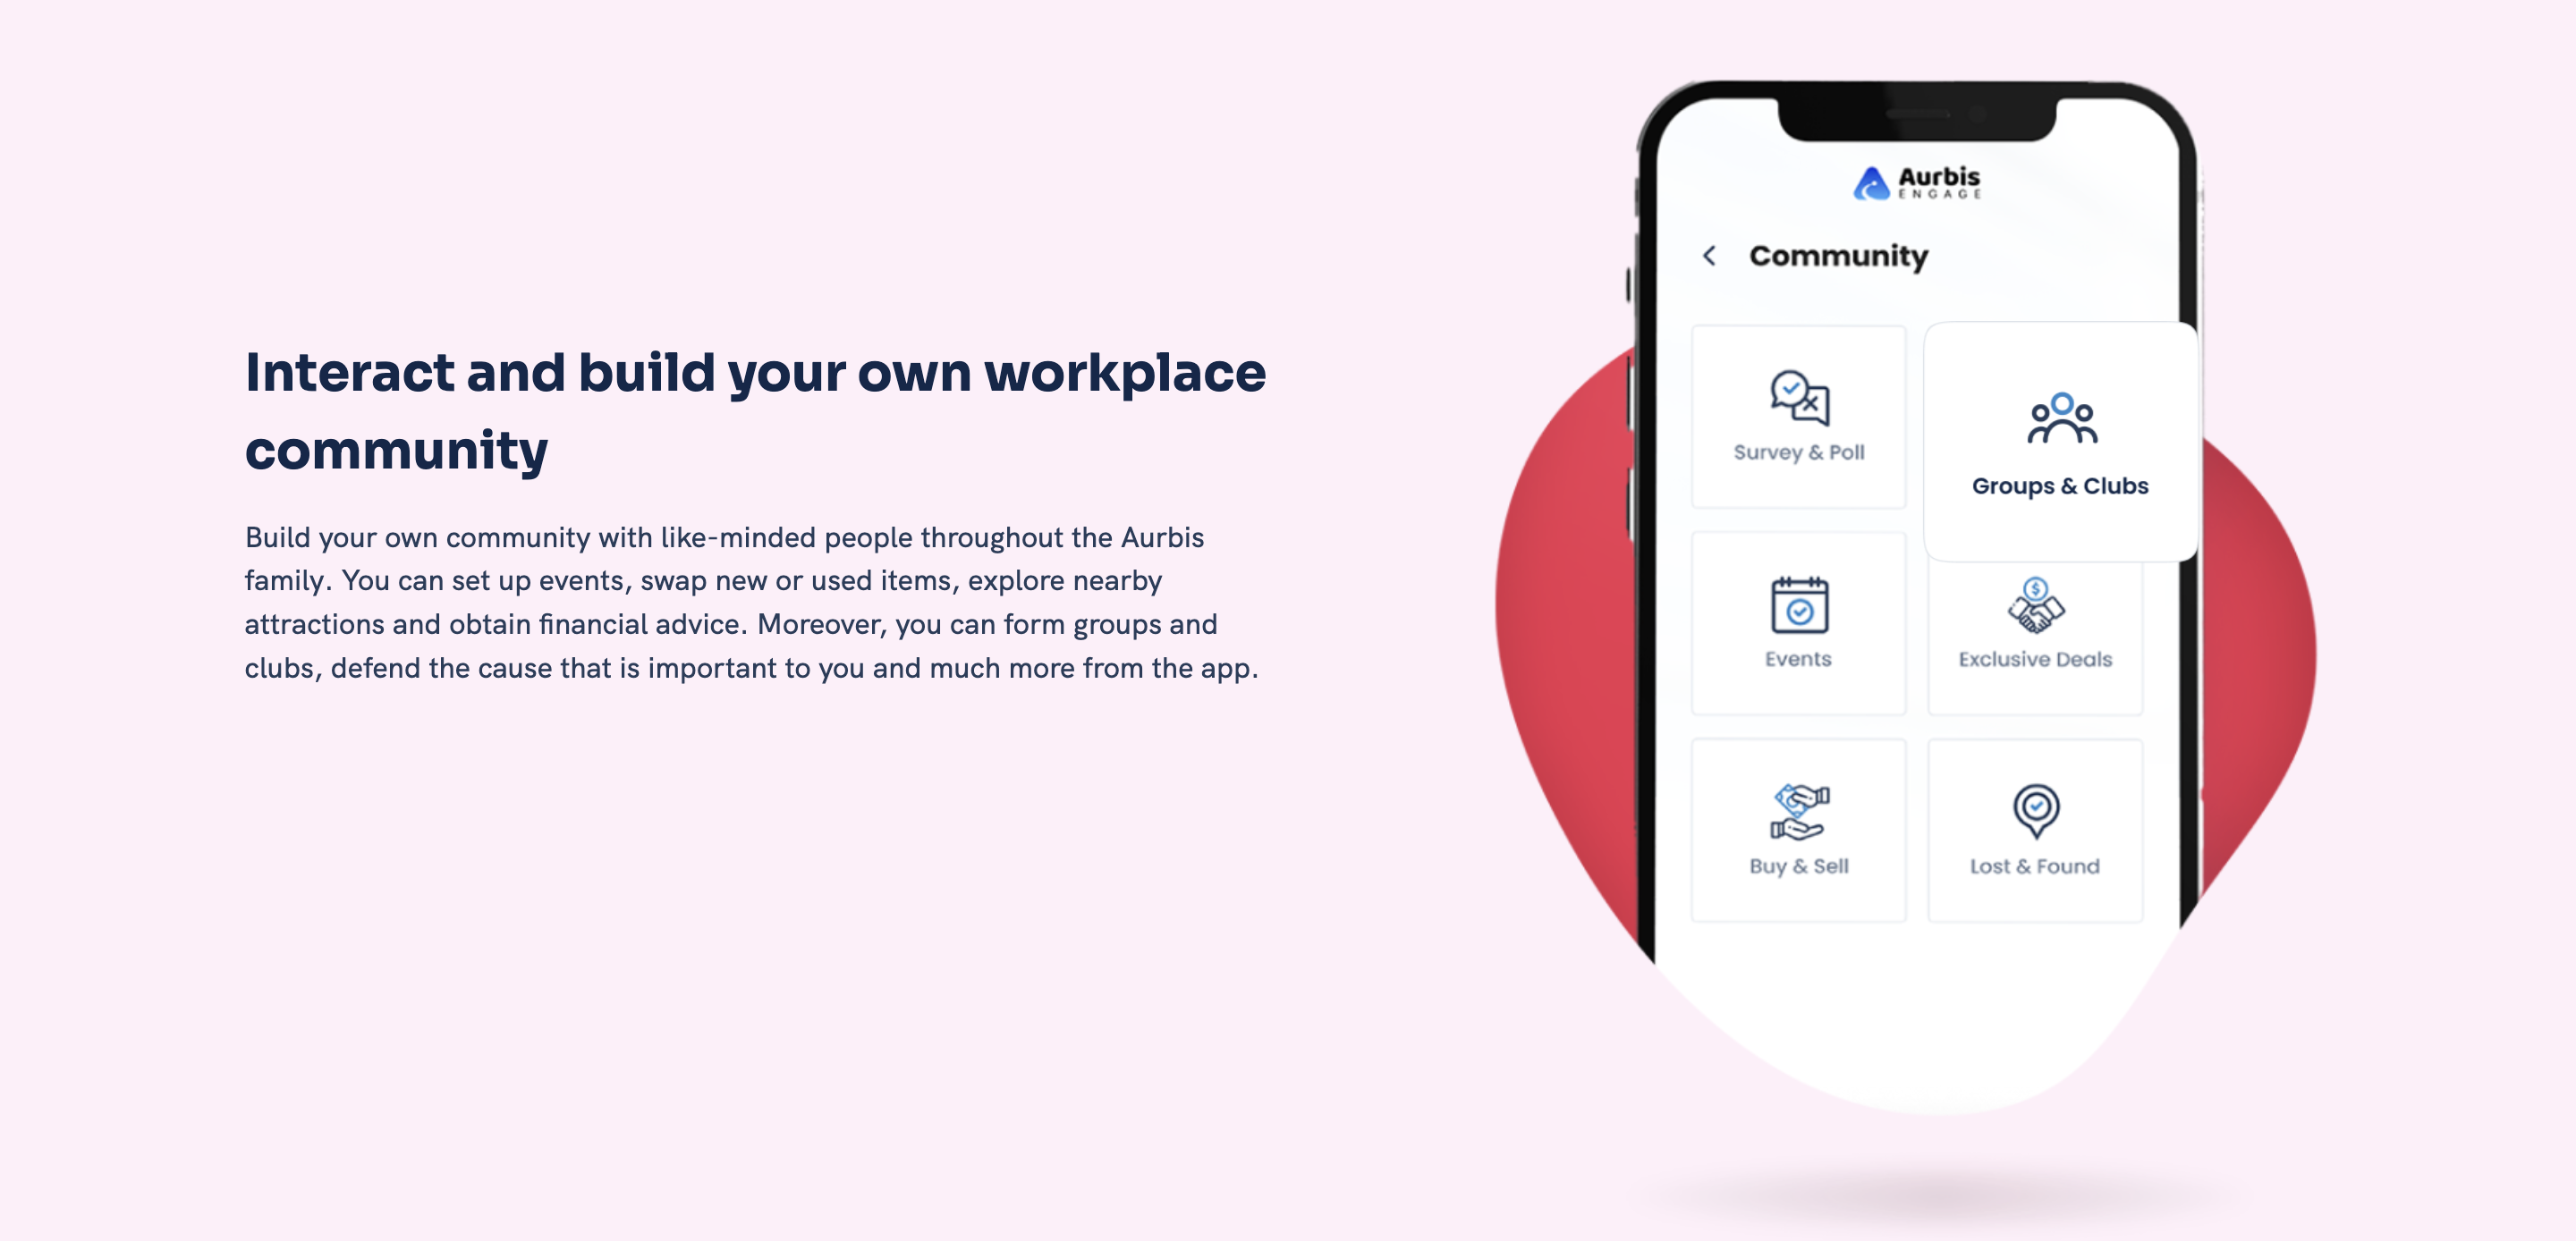 Interact and build your own workplace
community
Build your own community with like-minded people throughout the Aurbis
family. You can set up events, swap new or used items, explore nearby
attractions and obtain financial advice. Moreover, you can form groups and
clubs, defend the cause that is important to you and much more from the app.
Aurbis
ENGAGE
Community
Survey & Poll
Groups & Clubs
Events
Exclusive Deals
Buy & Sell
Lost & Found